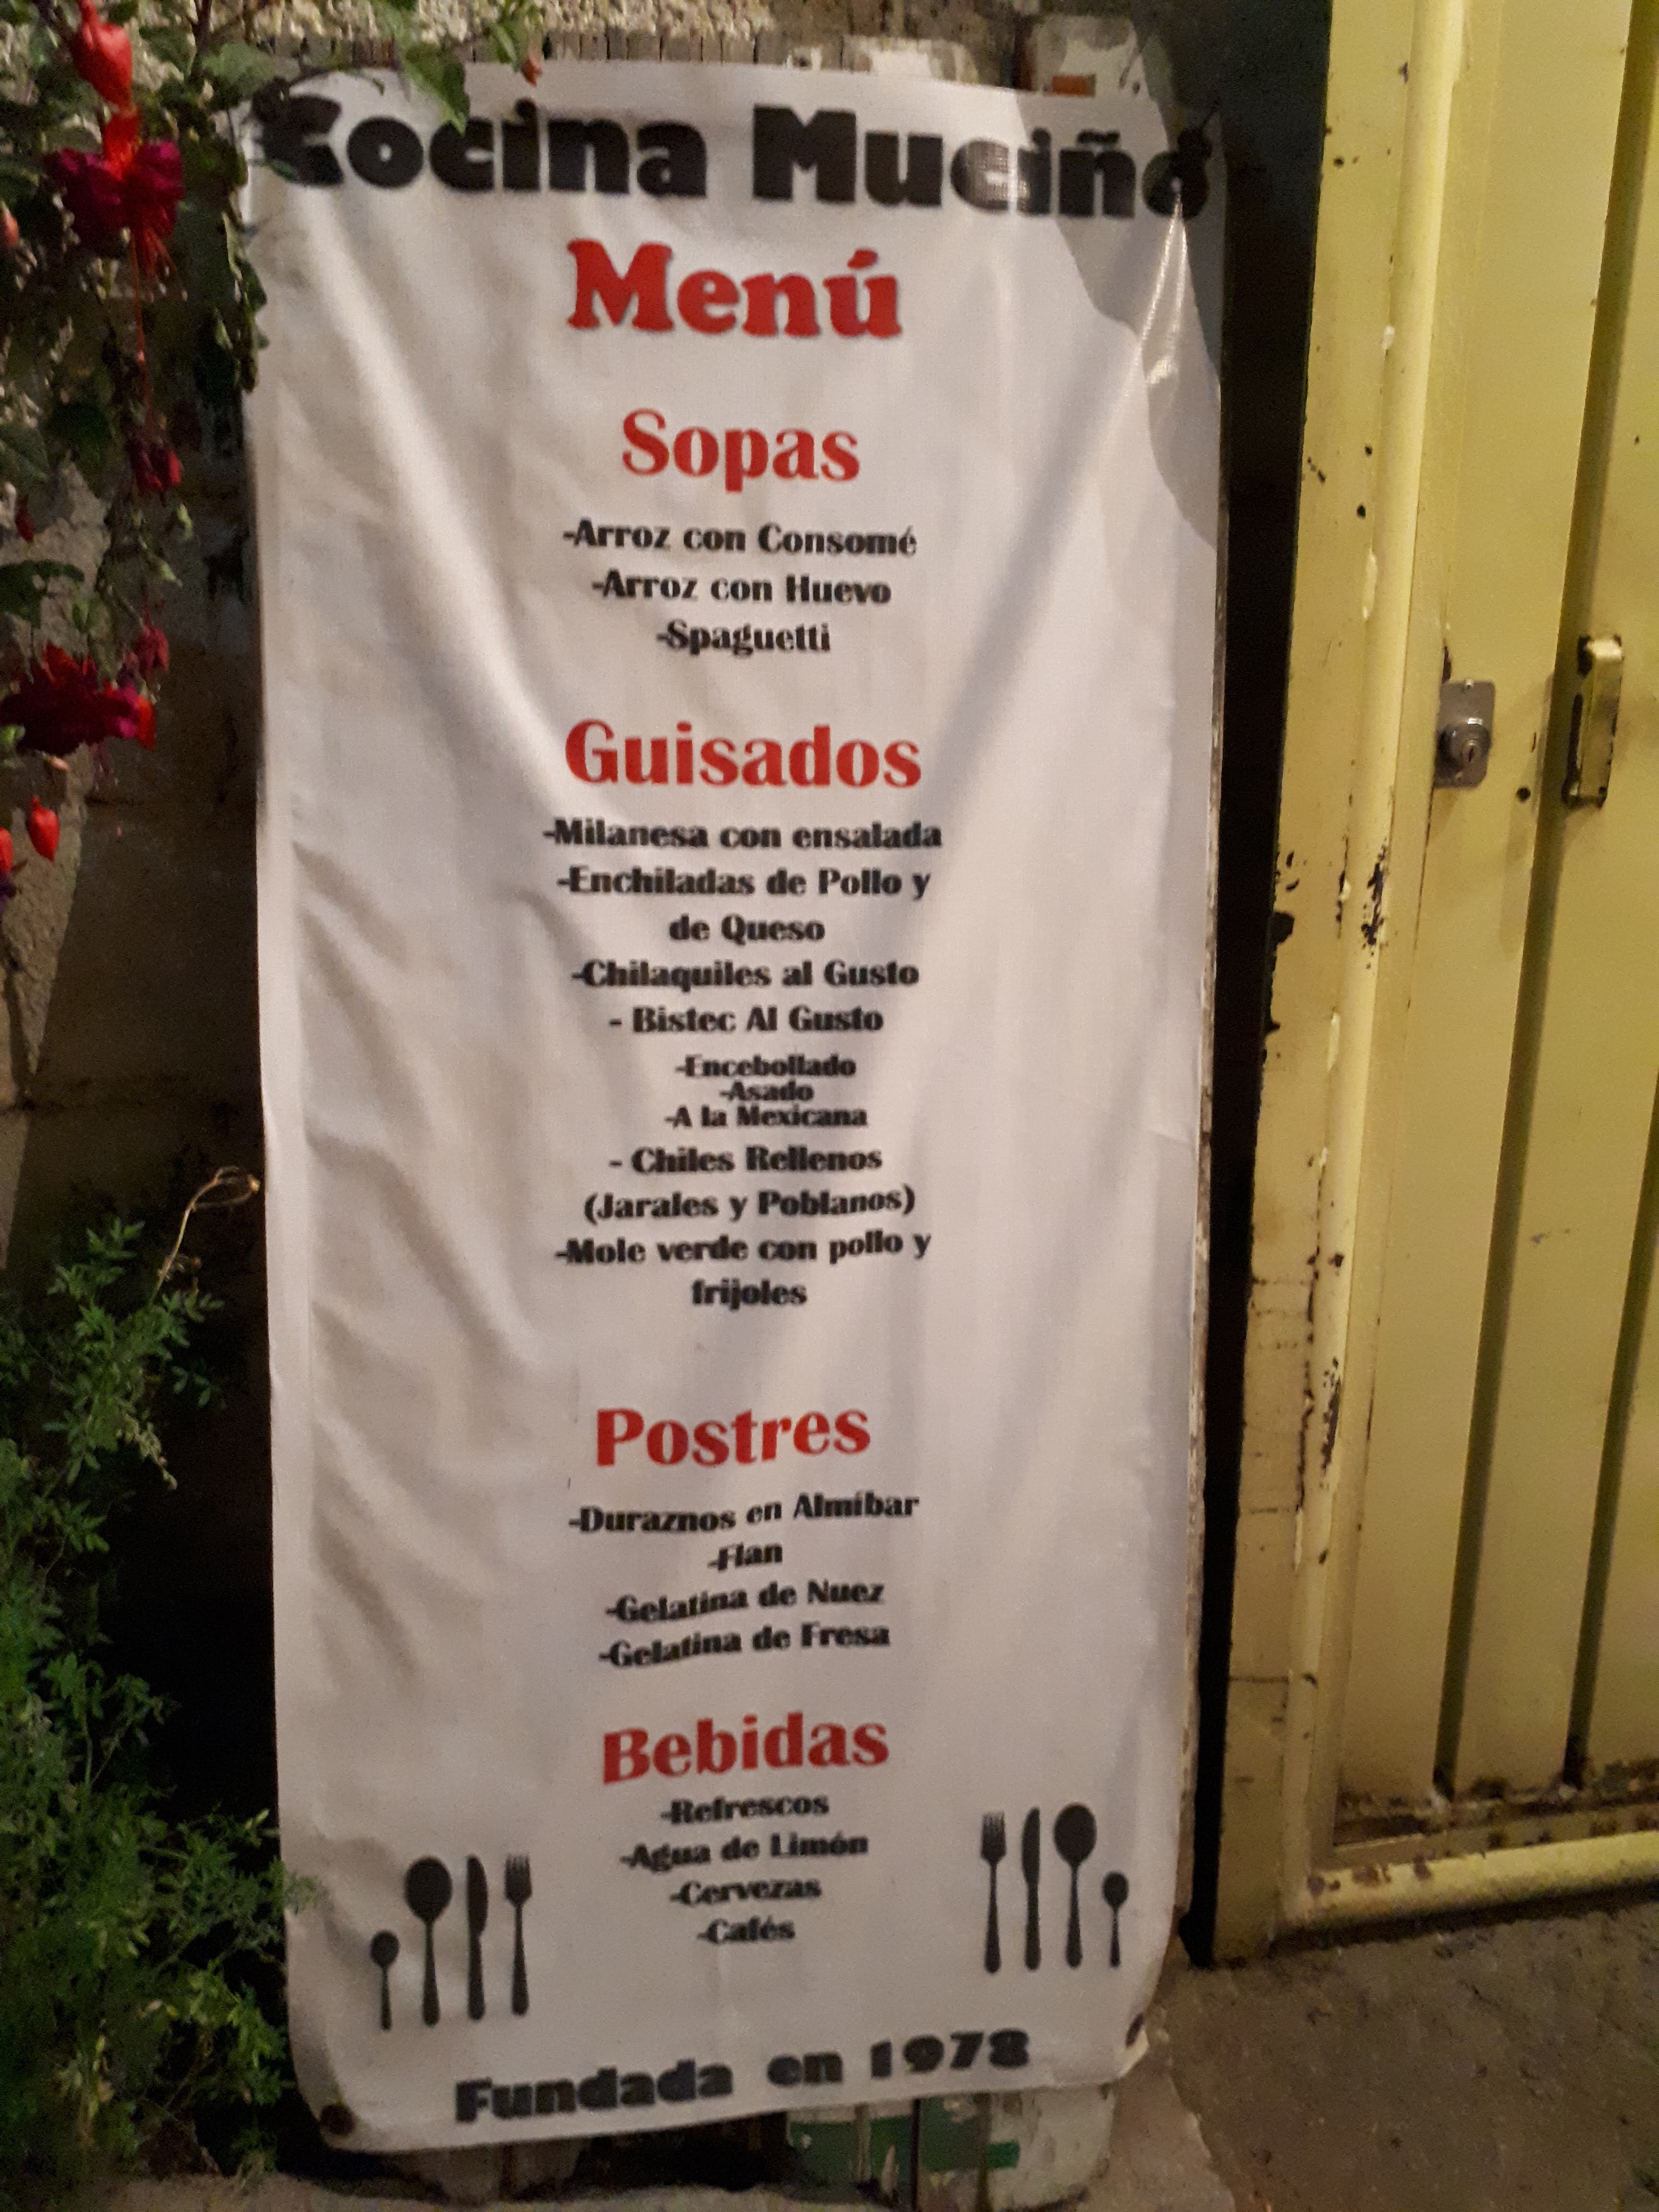 Cocina Muciño
Menú
Sopas
-Arroz con Consomé
-Arroz con Huevo
-Spaguetti
Guisados
-Milanesa con ensalada
-Enchiladas de Pollo y
de Queso
-Chilaquiles al Gusto
- Bistec Al Gusto
-Encebollado
-Asado
-A la Mexicana
- Chiles Rellenos
(Jarales y Poblanos)
-Mole verde con pollo y
frijoles
Postres
-Duraznos en Almíbar
-Flan
-Gelatina de Nuez
-Gelatina de Fresa
Bebidas
-Refrescos
-Agua de Limón
-Cervezas
-Cafés
Fundada en 1978